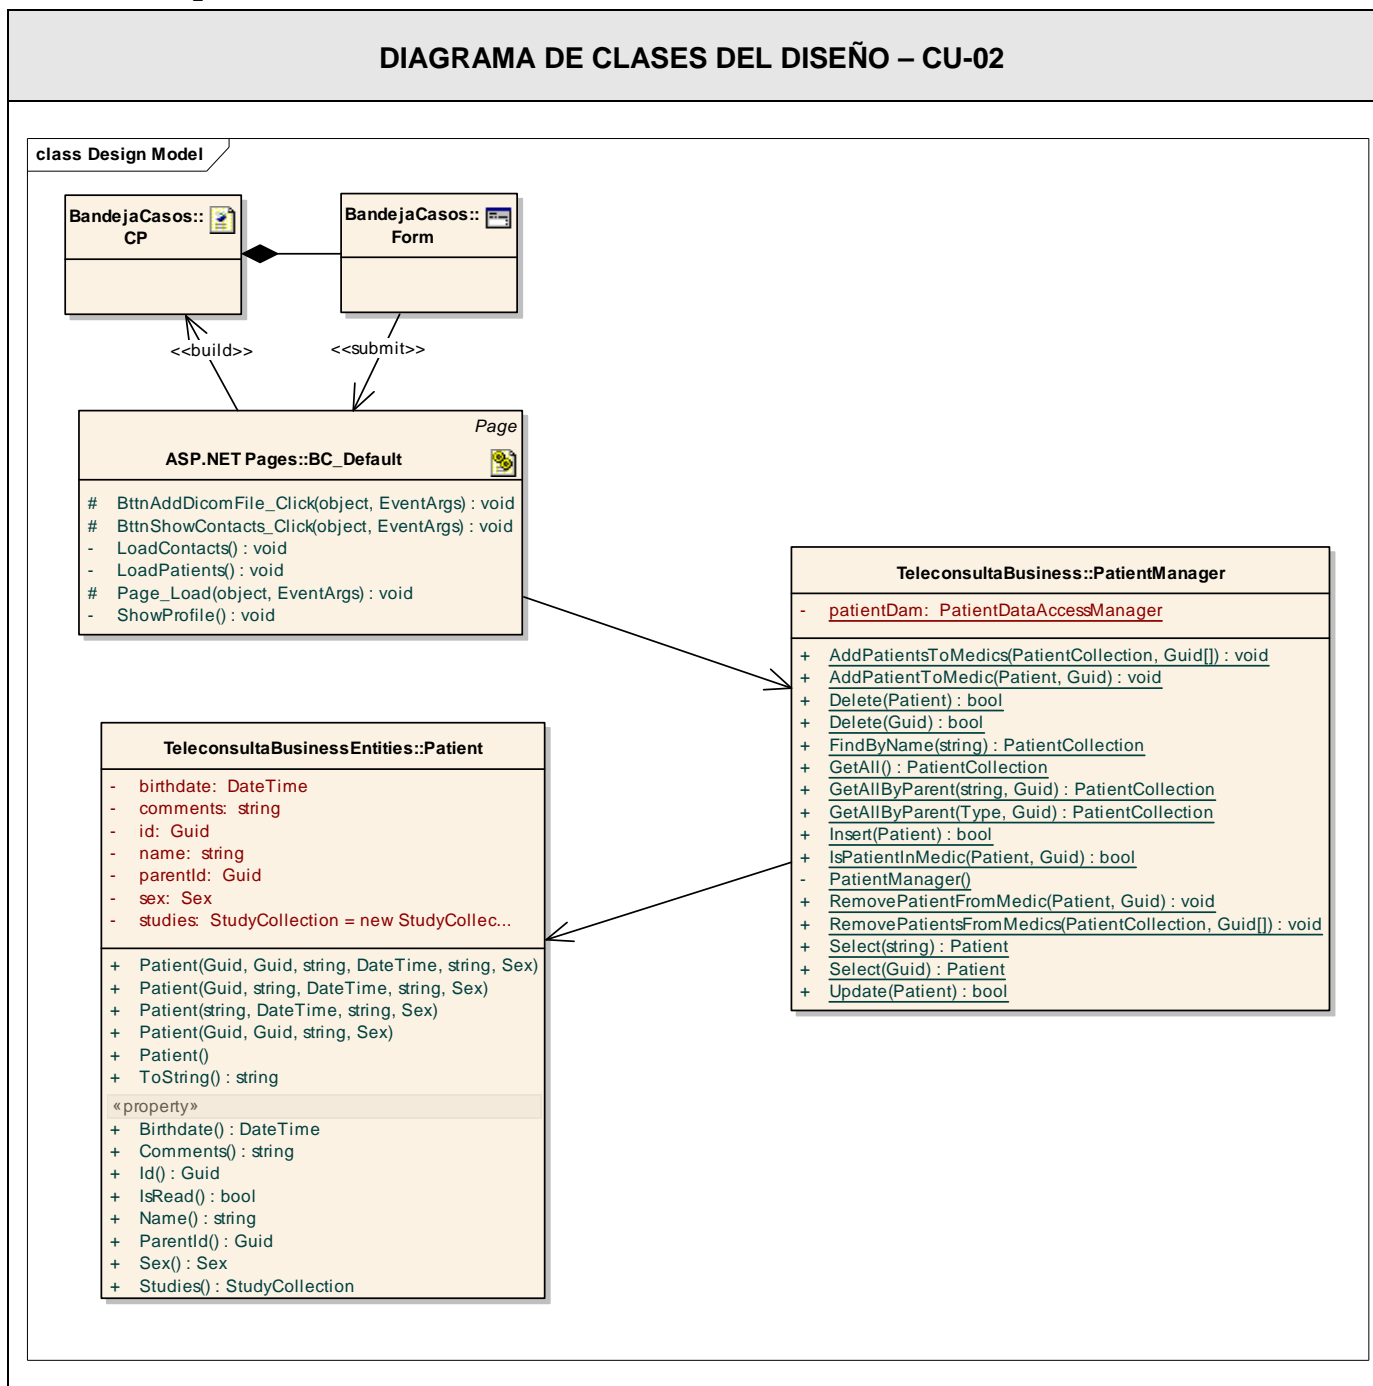 DIAGRAMA DE CLASES DEL DISEÑO – CU-02
class Design Model
BandejaCasos::
CP
BandejaCasos::
Form
<<build>>
<<submit>>
Page
ASP.NET Pages::BC_Default
# BttnAddDicomFile_Click(object, EventArgs) : void
# BttnShowContacts_Click(object, EventArgs) : void
- LoadContacts() : void
- LoadPatients() : void
# Page_Load(object, EventArgs) : void
- ShowProfile() : void
TeleconsultaBusiness::PatientManager
- patientDam: PatientDataAccessManager
+ AddPatientsToMedics(PatientCollection, Guid[]) : void
+ AddPatientToMedic(Patient, Guid) : void
+ Delete(Patient) : bool
+ Delete(Guid) : bool
+ FindByName(string) : PatientCollection
+ GetAll() : PatientCollection
+ GetAllByParent(string, Guid) : PatientCollection
+ GetAllByParent(Type, Guid) : PatientCollection
+ Insert(Patient) : bool
+ IsPatientInMedic(Patient, Guid) : bool
- PatientManager()
+ RemovePatientFromMedic(Patient, Guid) : void
+ RemovePatientsFromMedics(PatientCollection, Guid[]) : void
+ Select(string) : Patient
+ Select(Guid) : Patient
+ Update(Patient) : bool
TeleconsultaBusinessEntities::Patient
- birthdate: DateTime
- comments: string
- id: Guid
- name: string
- parentId: Guid
- sex: Sex
- studies: StudyCollection = new StudyCollec...
+ Patient(Guid, Guid, string, DateTime, string, Sex)
+ Patient(Guid, string, DateTime, string, Sex)
+ Patient(string, DateTime, string, Sex)
+ Patient(Guid, Guid, string, Sex)
+ Patient()
+ ToString() : string
«property»
+ Birthdate() : DateTime
+ Comments() : string
+ Id() : Guid
+ IsRead() : bool
+ Name() : string
+ ParentId() : Guid
+ Sex() : Sex
+ Studies() : StudyCollection